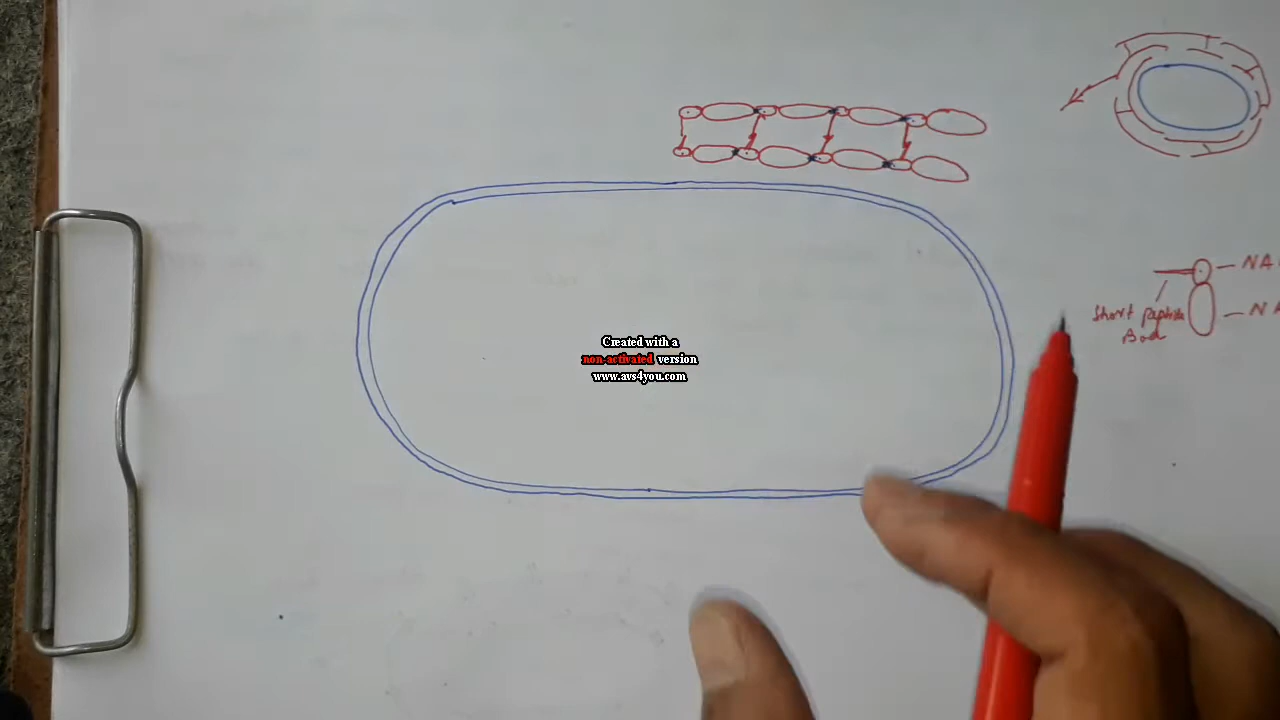 NA
Short peptide
NA
Created with a
non-activated version
www.avs4you.com